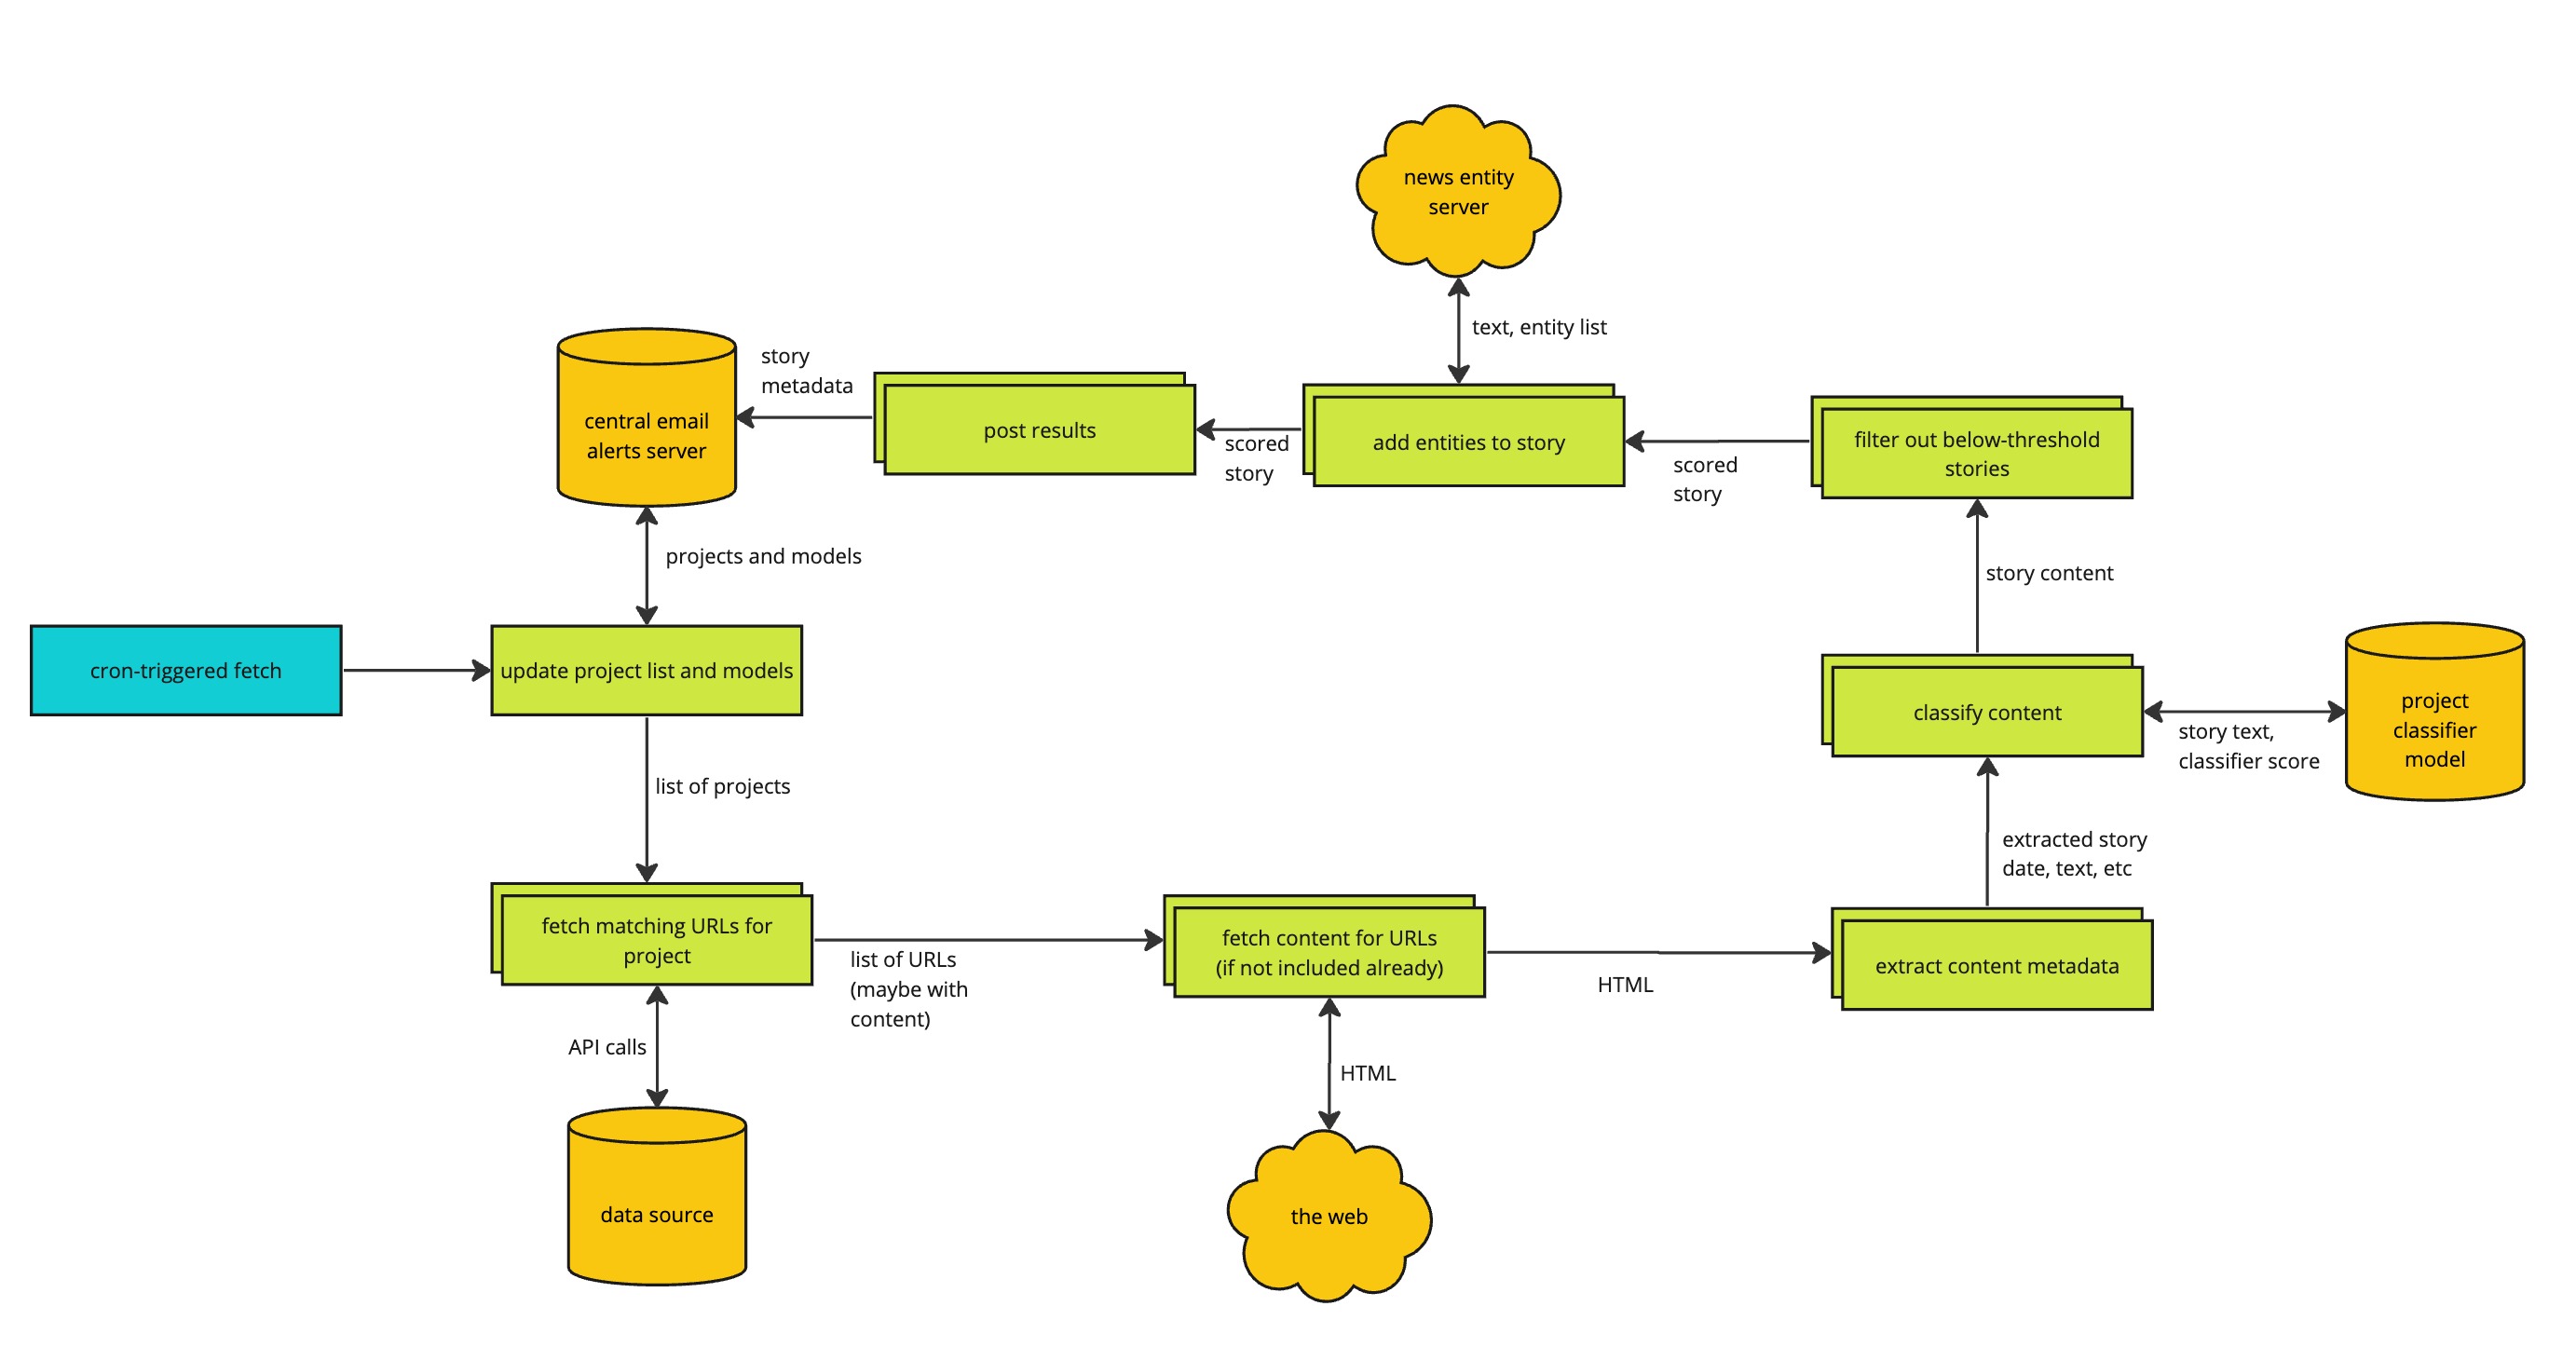 news entity
server
text, entity list
story
metadata
central email
alerts server
post results
scored
story
add entities to story
scored
story
filter out below-threshold
stories
projects and models
story content
cron-triggered fetch
update project list and models
classify content
story text,
classifier score
project
classifier
model
list of projects
extracted story
date, text, etc
fetch matching URLs for
project
list of URLs
(maybe with
content)
fetch content for URLs
(if not included already)
HTML
extract content metadata
API calls
HTML
data source
the web